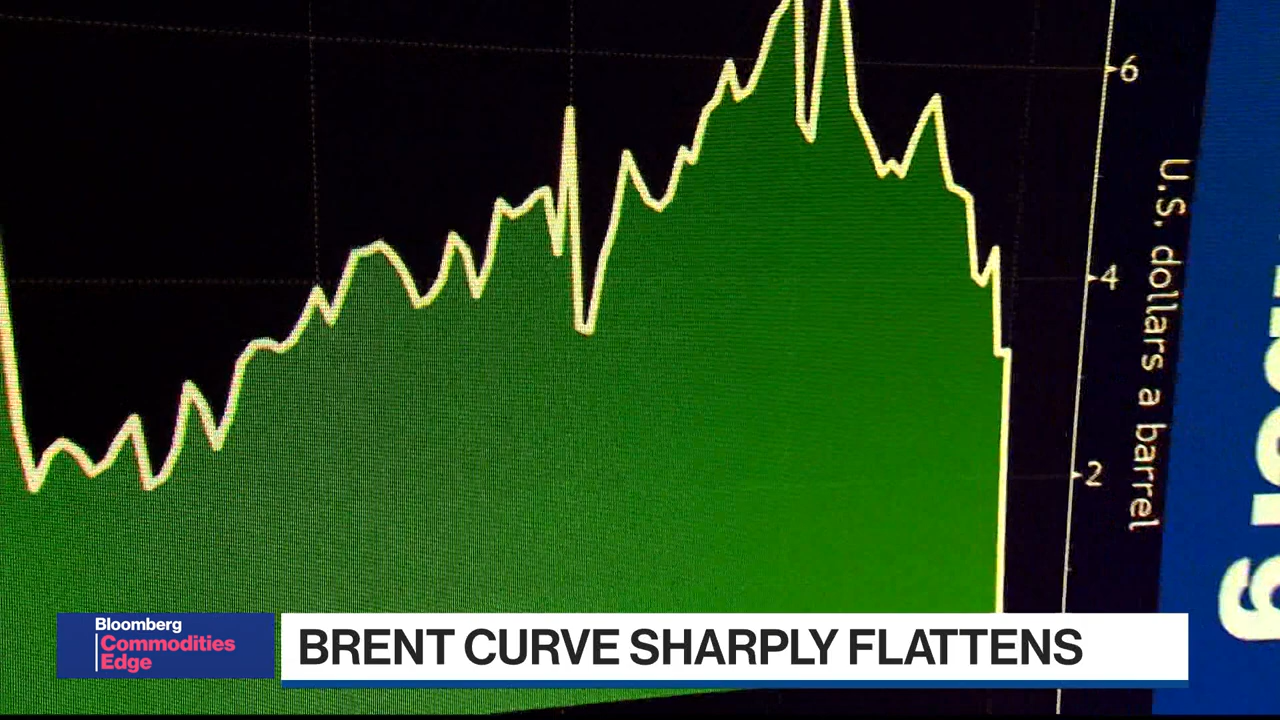 6
4
2
U.S. dollars a barrel
Bloomberg
Commodities
Edge
BRENT CURVE SHARPLY FLATTENS